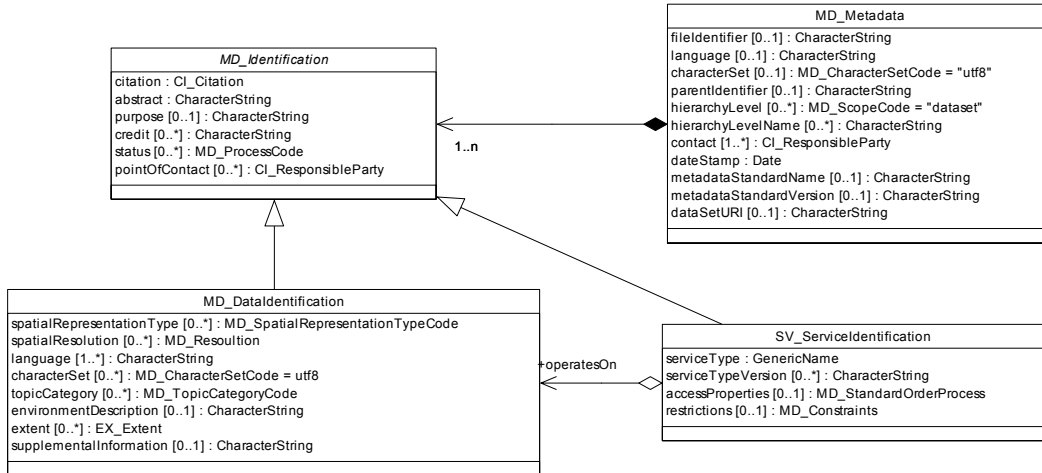 MD_Metadata
fileIdentifier [0..1] : CharacterString
language [0..1] : CharacterString
characterSet [0..1] : MD_CharacterSetCode = "utf8"
parentIdentifier [0..1] : CharacterString
hierarchyLevel [0..*] : MD_ScopeCode = "dataset"
hierarchyLevelName [0..*] : CharacterString
contact [1..*] : CI_ResponsibleParty
dateStamp : Date
metadataStandardName [0..1] : CharacterString
metadataStandardVersion [0..1] : CharacterString
dataSetURI [0..1] : CharacterString
MD_Identification
citation : CI_Citation
abstract : CharacterString
purpose [0..1] : CharacterString
credit [0..*] : CharacterString
status [0..*] : MD_ProcessCode
pointOfContact [0..*] : CI_ResponsibleParty
1..n
MD_DataIdentification
spatialRepresentationType [0..*] : MD_SpatialRepresentationTypeCode
spatialResolution [0..*] : MD_Resoultion
language [1..*] : CharacterString
characterSet [0..*] : MD_CharacterSetCode = utf8
topicCategory [0..*] : MD_TopicCategoryCode
environmentDescription [0..1] : CharacterString
extent [0..*] : EX_Extent
supplementalInformation [0..1] : CharacterString
+operatesOn
SV_ServiceIdentification
serviceType : GenericName
serviceTypeVersion [0..*] : CharacterString
accessProperties [0..1] : MD_StandardOrderProcess
restrictions [0..1] : MD_Constraints